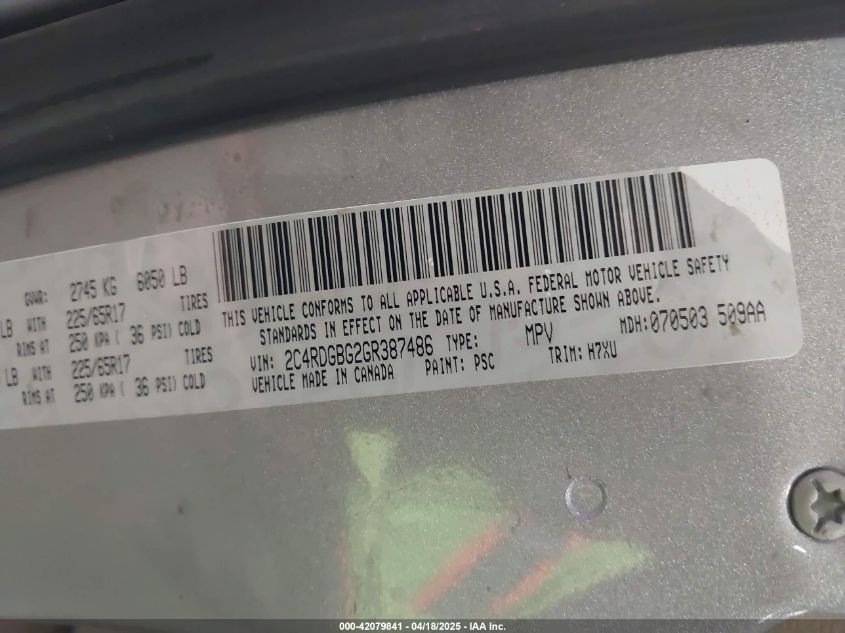 GVWR: 2745 KG 6050 LB
LB WITH 225/65R17 TIRES
RIMS AT 250 KPA ( 36 PSI) COLD
LB WITH 225/65R17 TIRES
RIMS AT 250 KPA ( 36 PSI) COLD
THIS VEHICLE CONFORMS TO ALL APPLICABLE U.S.A. FEDERAL MOTOR VEHICLE SAFETY
STANDARDS IN EFFECT ON THE DATE OF MANUFACTURE SHOWN ABOVE.
MDH: 070503 509AA
VIN: 2C4RDGBG2GR387486 TYPE: MPV
VEHICLE MADE IN CANADA PAINT: PSC TRIM: H7XU
000-42079841 - 04/18/2025 - IAA Inc.